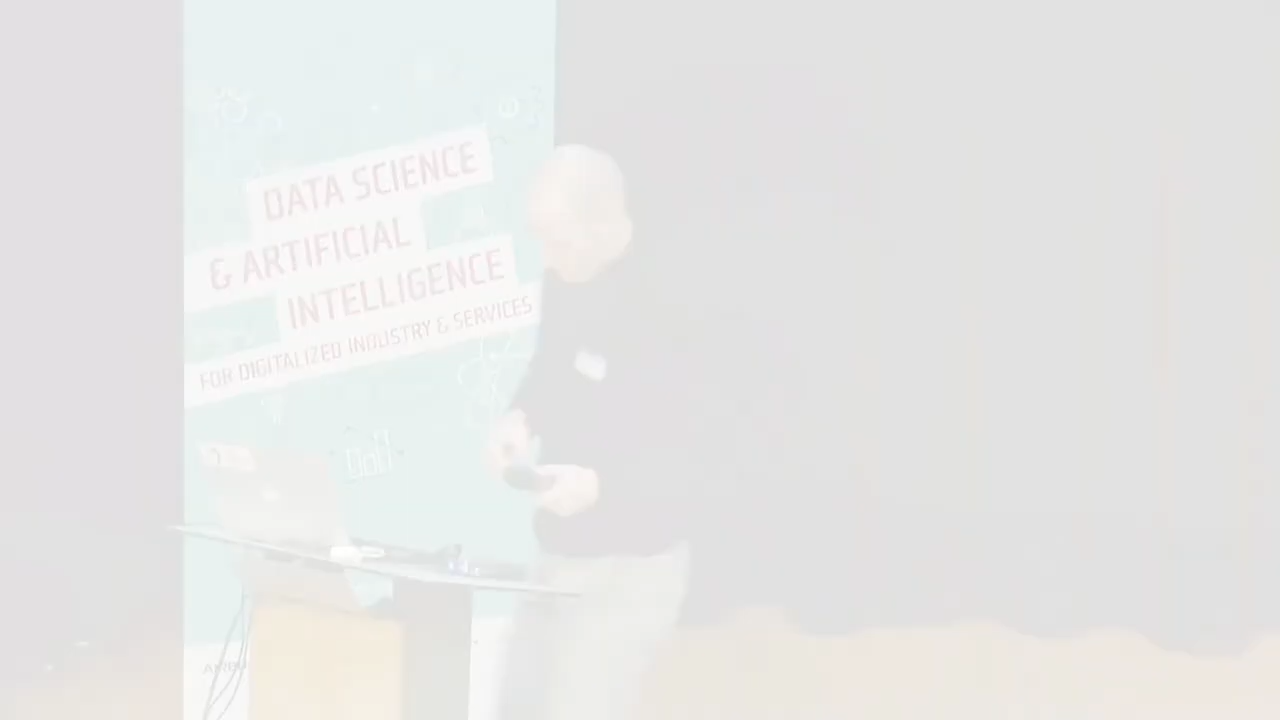 DATA SCIENCE
& ARTIFICIAL
INTELLIGENCE
FOR DIGITALIZED INDUSTRY & SERVICES